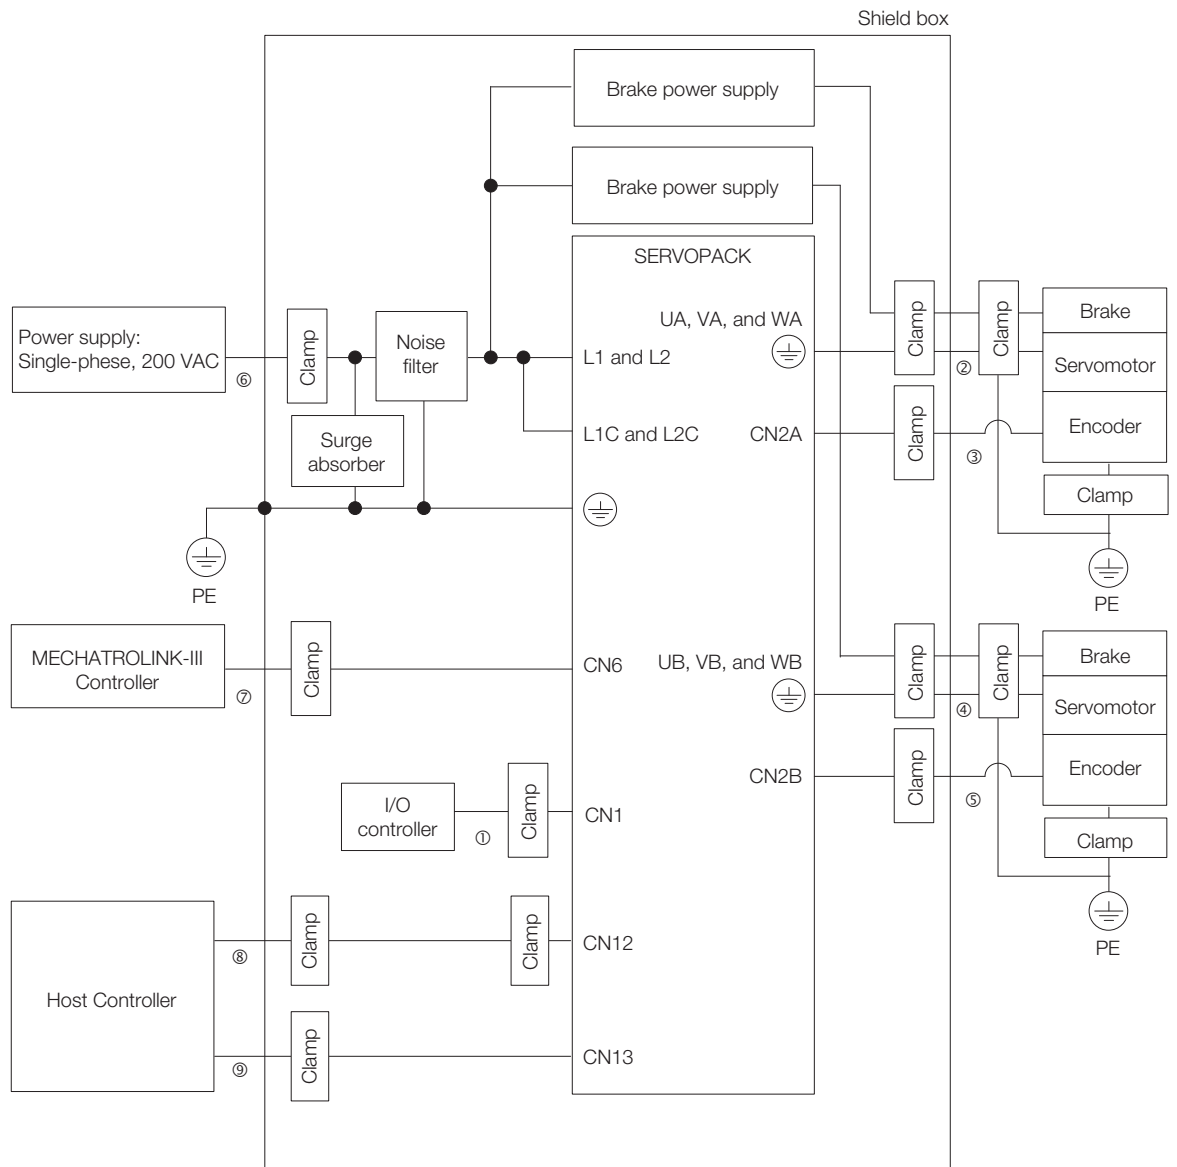 Shield box
Brake power supply
Brake power supply
SERVOPACK
Power supply:
Single-phese, 200 VAC
⑥
Clamp
Noise
filter
Surge
absorber
L1 and L2
L1C and L2C
UA, VA, and WA
CN2A
Clamp
②
Clamp
Brake
Servomotor
Encoder
Clamp
③
Clamp
PE
PE
MECHATROLINK-III
Controller
⑦
Clamp
CN6
UB, VB, and WB
CN2B
Clamp
④
Clamp
Brake
Servomotor
Encoder
Clamp
⑤
Clamp
PE
I/O
controller
①
Clamp
CN1
Host Controller
⑧
Clamp
Clamp
CN12
⑨
Clamp
CN13